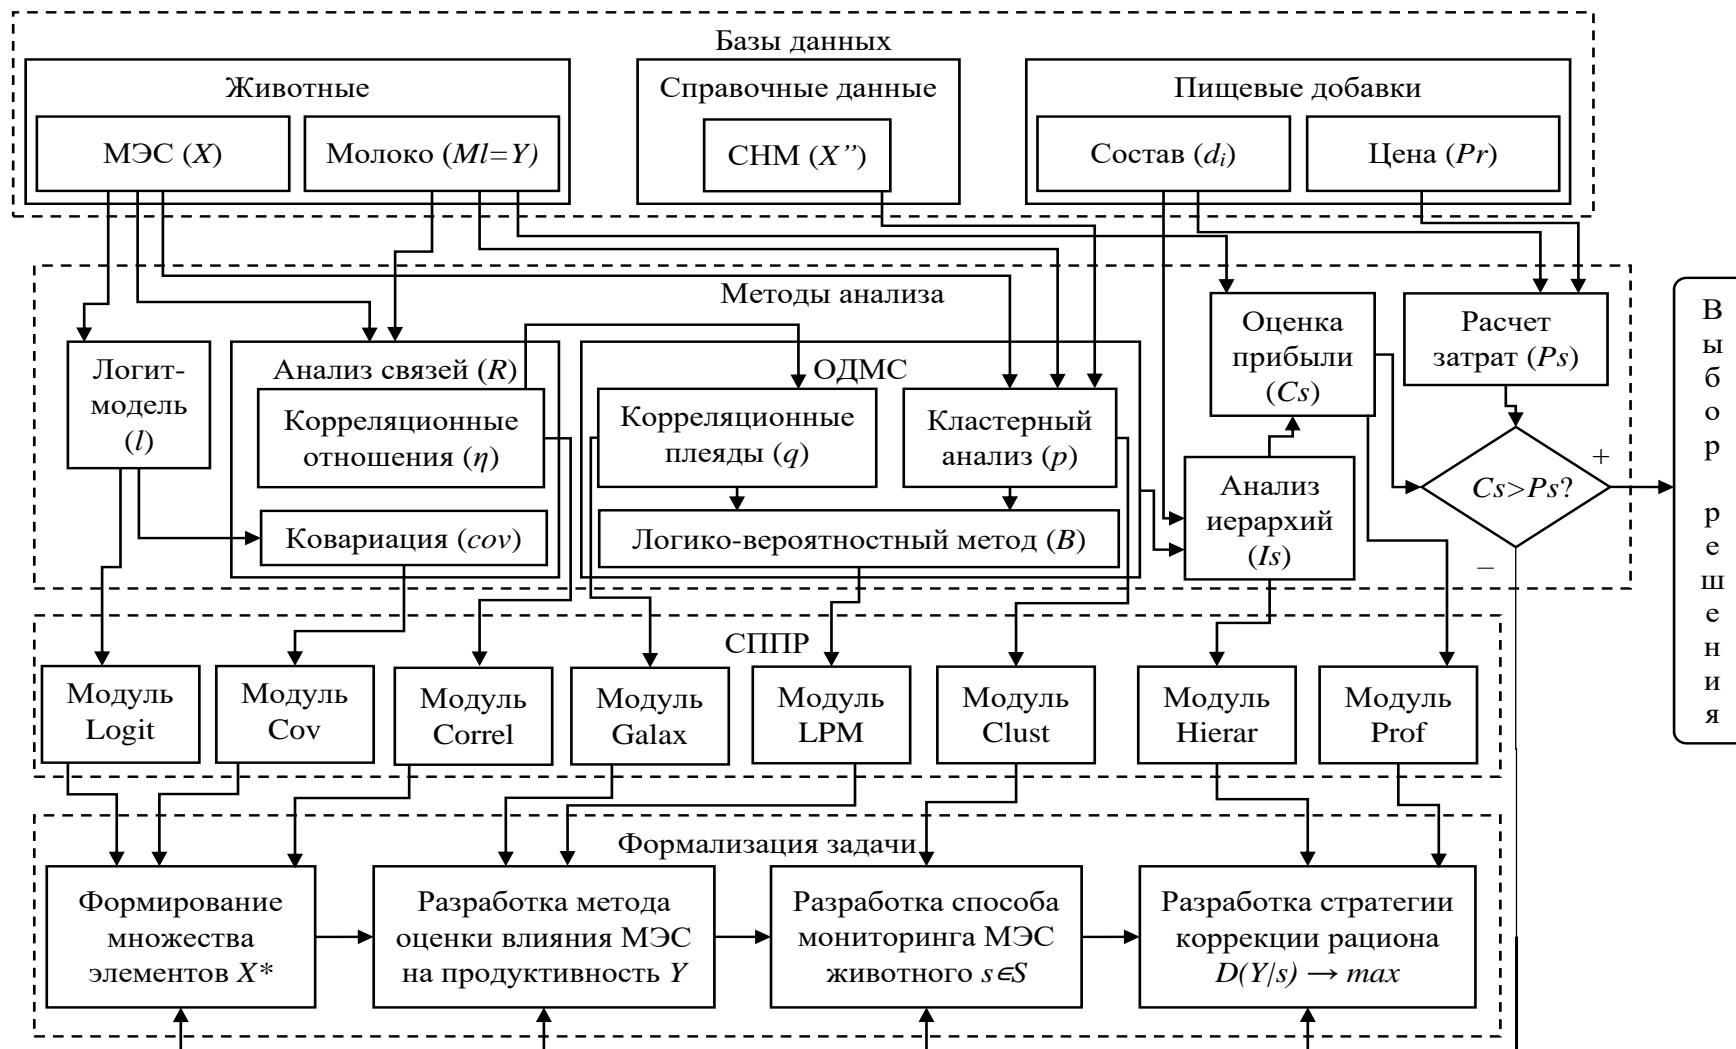 Базы данных
Животные
Справочные данные
Пищевые добавки
МЭС (X)
Молоко (Ml=Y)
СНМ (X’’)
Состав (dᵢ)
Цена (Pr)
Методы анализа
Логит-
модель
(l)
Анализ связей (R)
Корреляционные
отношения (η)
Ковариация (cov)
ОДМС
Корреляционные
плеяды (q)
Кластерный
анализ (p)
Логико-вероятностный метод (B)
Оценка
прибыли
(Cs)
Анализ
иерархий
(Is)
Расчет
затрат (Ps)
Cs>Ps?
+
–
Выбор решения
СППР
Модуль
Logit
Модуль
Cov
Модуль
Correl
Модуль
Galax
Модуль
LPM
Модуль
Clust
Модуль
Hierar
Модуль
Prof
Формализация задачи
Формирование
множества
элементов X*
Разработка метода
оценки влияния МЭС
на продуктивность Y
Разработка способа
мониторинга МЭС
животного s∈S
Разработка стратегии
коррекции рациона
D(Y/s) → max